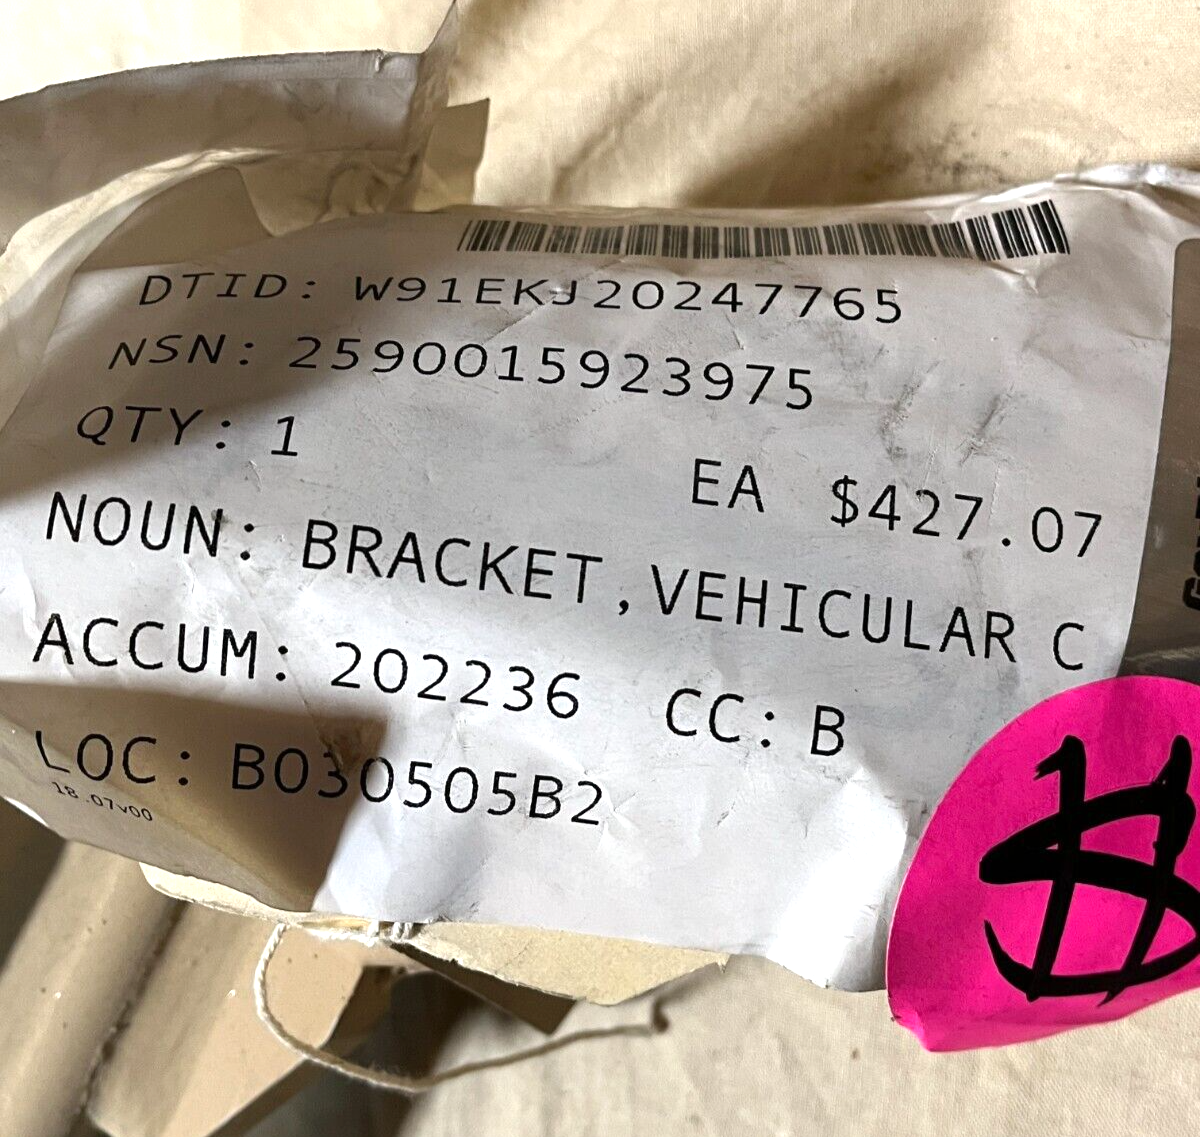 DTID: W91EKJ20247765
NSN: 2590015923975
QTY: 1 EA $427.07
NOUN: BRACKET,VEHICULAR C
ACCUM: 202236 CC: B
LOC: B030505B2
18.07v00
$